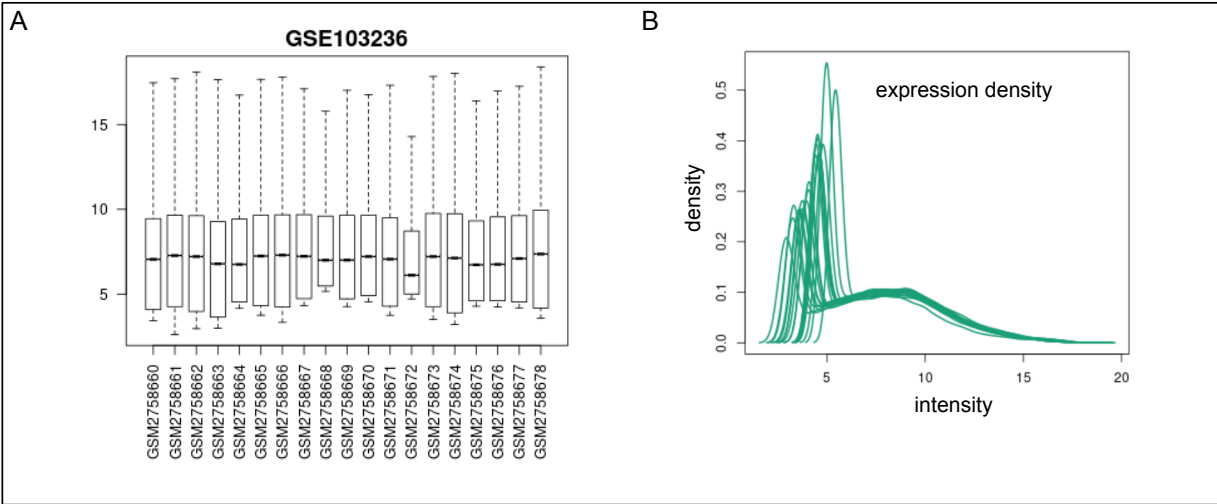 A
GSE103236
15
10
5
GSM2758660
GSM2758661
GSM2758662
GSM2758663
GSM2758664
GSM2758665
GSM2758666
GSM2758667
GSM2758668
GSM2758669
GSM2758670
GSM2758671
GSM2758672
GSM2758673
GSM2758674
GSM2758675
GSM2758676
GSM2758677
GSM2758678
B
expression density
density
0.5
0.4
0.3
0.2
0.1
0.0
5 10 15 20
intensity